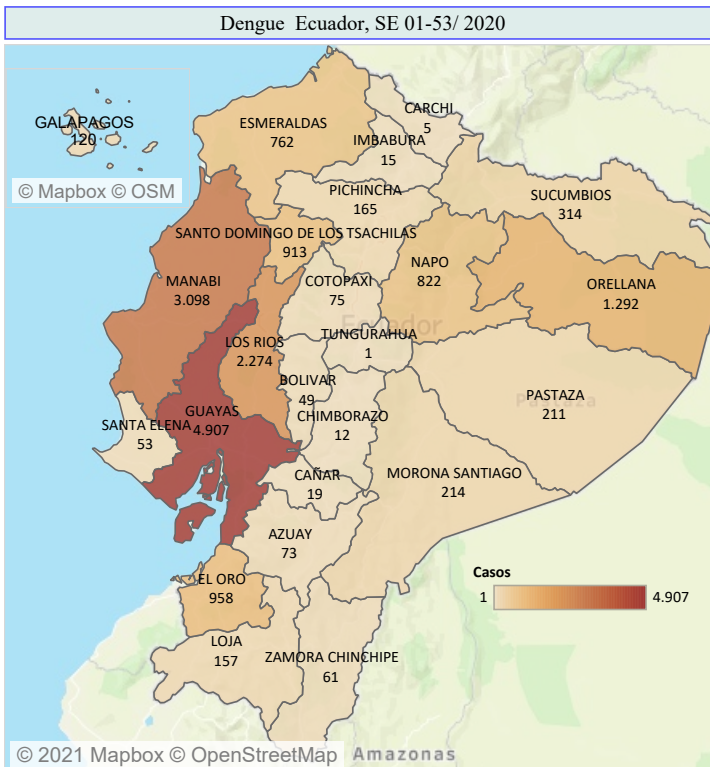 Dengue Ecuador, SE 01-53/ 2020
CARCHI
5
GALÁPAGOS
120
ESMERALDAS
762
IMBABURA
15
© Mapbox © OSM
PICHINCHA
165
SUCUMBIOS
314
SANTO DOMINGO DE LOS TSACHILAS
913
NAPO
822
MANABI
3.098
COTOPAXI
75
ORELLANA
1.292
Ecuador
TUNGURAHUA
1
LOS RIOS
2.274
BOLIVAR
49
PASTAZA
211
Pastaza
GUAYAS
4.907
CHIMBORAZO
12
SANTA ELENA
53
CAÑAR
19
MORONA SANTIAGO
214
AZUAY
73
EL ORO
958
Casos
1
4.907
LOJA
157
ZAMORA CHINCHIPE
61
© 2021 Mapbox © OpenStreetMap
Amazonas